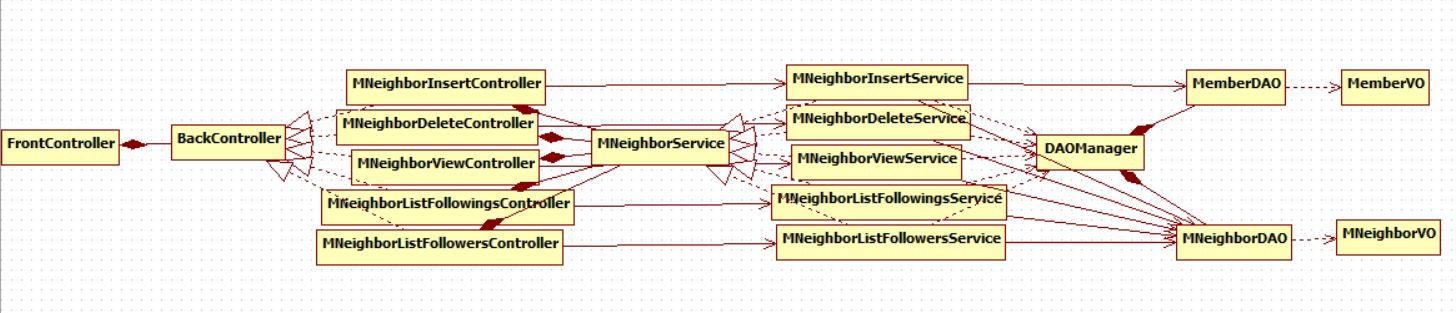 FrontController
BackController
MNeighborInsertController
MNeighborDeleteController
MNeighborViewController
MNeighborListFollowingsController
MNeighborListFollowersController
MNeighborService
MNeighborInsertService
MNeighborDeleteService
MNeighborViewService
MNeighborListFollowingsService
MNeighborListFollowersService
DAOManager
MemberDAO
MNeighborDAO
MemberVO
MNeighborVO